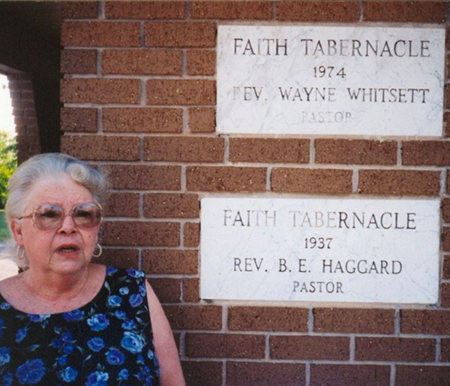 FAITH TABERNACLE
1974
REV. WAYNE WHITSETT
PASTOR
FAITH TABERNACLE
1937
REV. B. E. HAGGARD
PASTOR